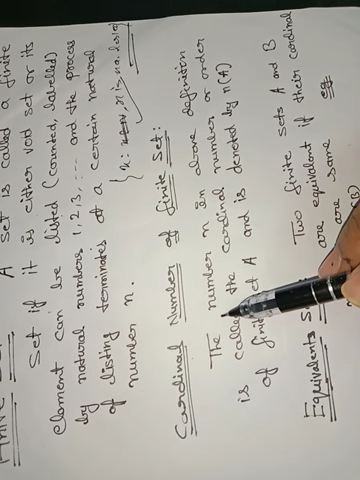 A set is called a finite
Set if it is either void set or its
element can be listed (counted, labelled)
by natural numbers 1, 2, 3, ---- and the process
of listing terminates at a certain natural
number n.
{x: x is na.
Cardinal Number of finite Set:
The number n in above definition
is called the cardinal number or order
of finite set A and is denoted by n(A)
Equivalents S
Two finite sets A and B
are equivalent if their cardinal
are same eg